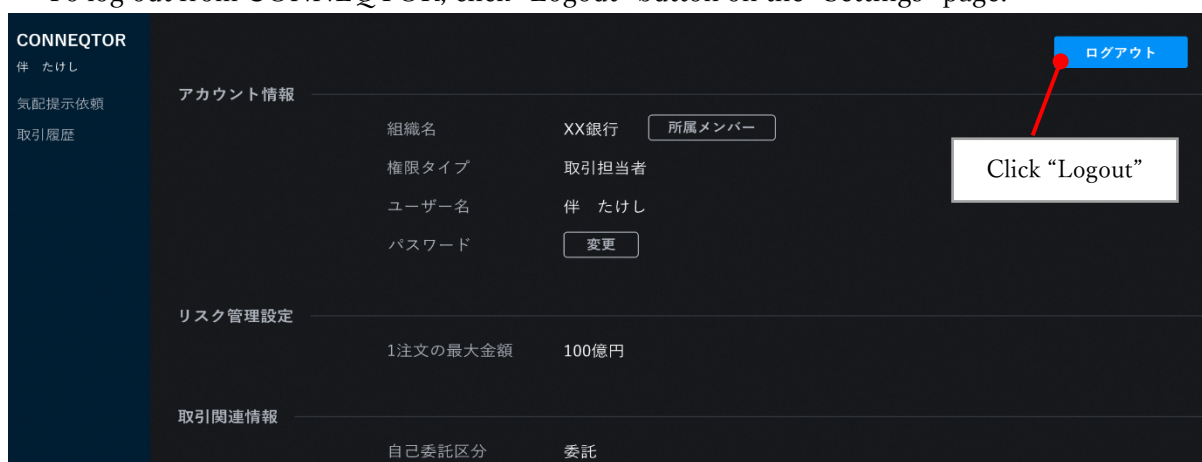 To log out from CONNEQTOR, click "Logout" button on the "Settings" page.
CONNEQTOR
伴　たけし
気配提示依頼
取引履歴
ログアウト
Click “Logout”
アカウント情報
組織名 XX銀行 所属メンバー
権限タイプ 取引担当者
ユーザー名 伴　たけし
パスワード 変更
リスク管理設定
1注文の最大金額 100億円
取引関連情報
自己委託区分 委託